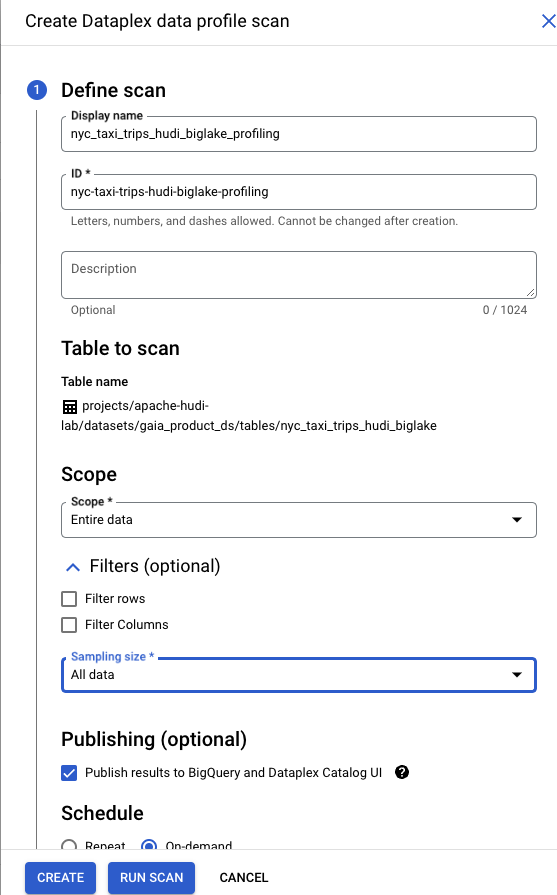 Create Dataplex data profile scan
1
Define scan
Display name
nyc_taxi_trips_hudi_biglake_profiling
ID *
nyc-taxi-trips-hudi-biglake-profiling
Letters, numbers, and dashes allowed. Cannot be changed after creation.
Description
Optional
0 / 1024
Table to scan
Table name
projects/apache-hudi-
lab/datasets/gaia_product_ds/tables/nyc_taxi_trips_hudi_biglake
Scope
Scope *
Entire data
Filters (optional)
Filter rows
Filter Columns
Sampling size *
All data
Publishing (optional)
Publish results to BigQuery and Dataplex Catalog UI ?
Schedule
Repeat On-demand
CREATE RUN SCAN CANCEL